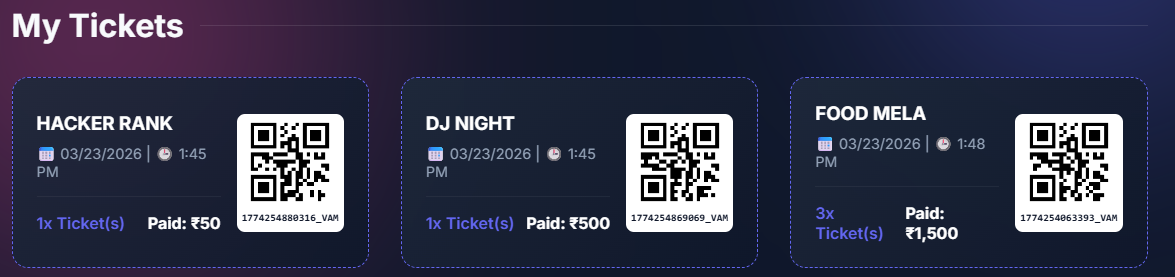 My Tickets
HACKER RANK
03/23/2026 | 1:45
PM
1x Ticket(s) Paid: ₹50
1774254880316_VAM
DJ NIGHT
03/23/2026 | 1:45
PM
1x Ticket(s) Paid: ₹500
1774254869069_VAM
FOOD MELA
03/23/2026 | 1:48
PM
3x
Ticket(s)
Paid:
₹1,500
1774254063393_VAM